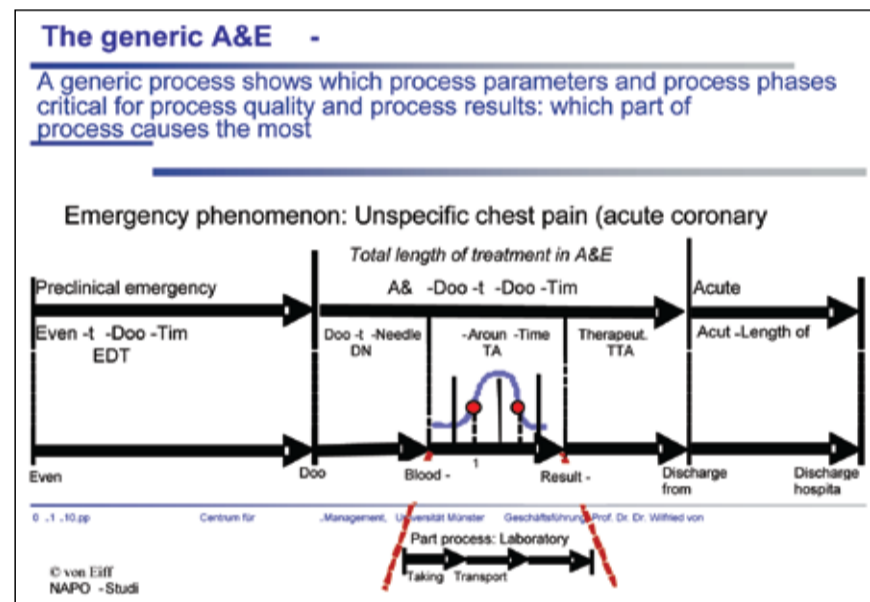 The generic A&E -
A generic process shows which process parameters and process phases
critical for process quality and process results: which part of
process causes the most
Emergency phenomenon: Unspecific chest pain (acute coronary
Total length of treatment in A&E
Preclinical emergency
A& -Doo -t -Doo -Tim
Acute
Even -t -Doo -Tim
EDT
Doo -t -Needle
DN
-Aroun -Time
TA
Therapeut.
TTA
Acut -Length of
1
Even
Doo
Blood -
Result -
Discharge
from
Discharge
hospita
0 .1 .10.pp Centrum für .Management, Universität Münster Geschäftsführung: Prof. Dr. Dr. Wilfried von
Part process: Laboratory
Taking Transport
© von Eiff
NAPO -Studi